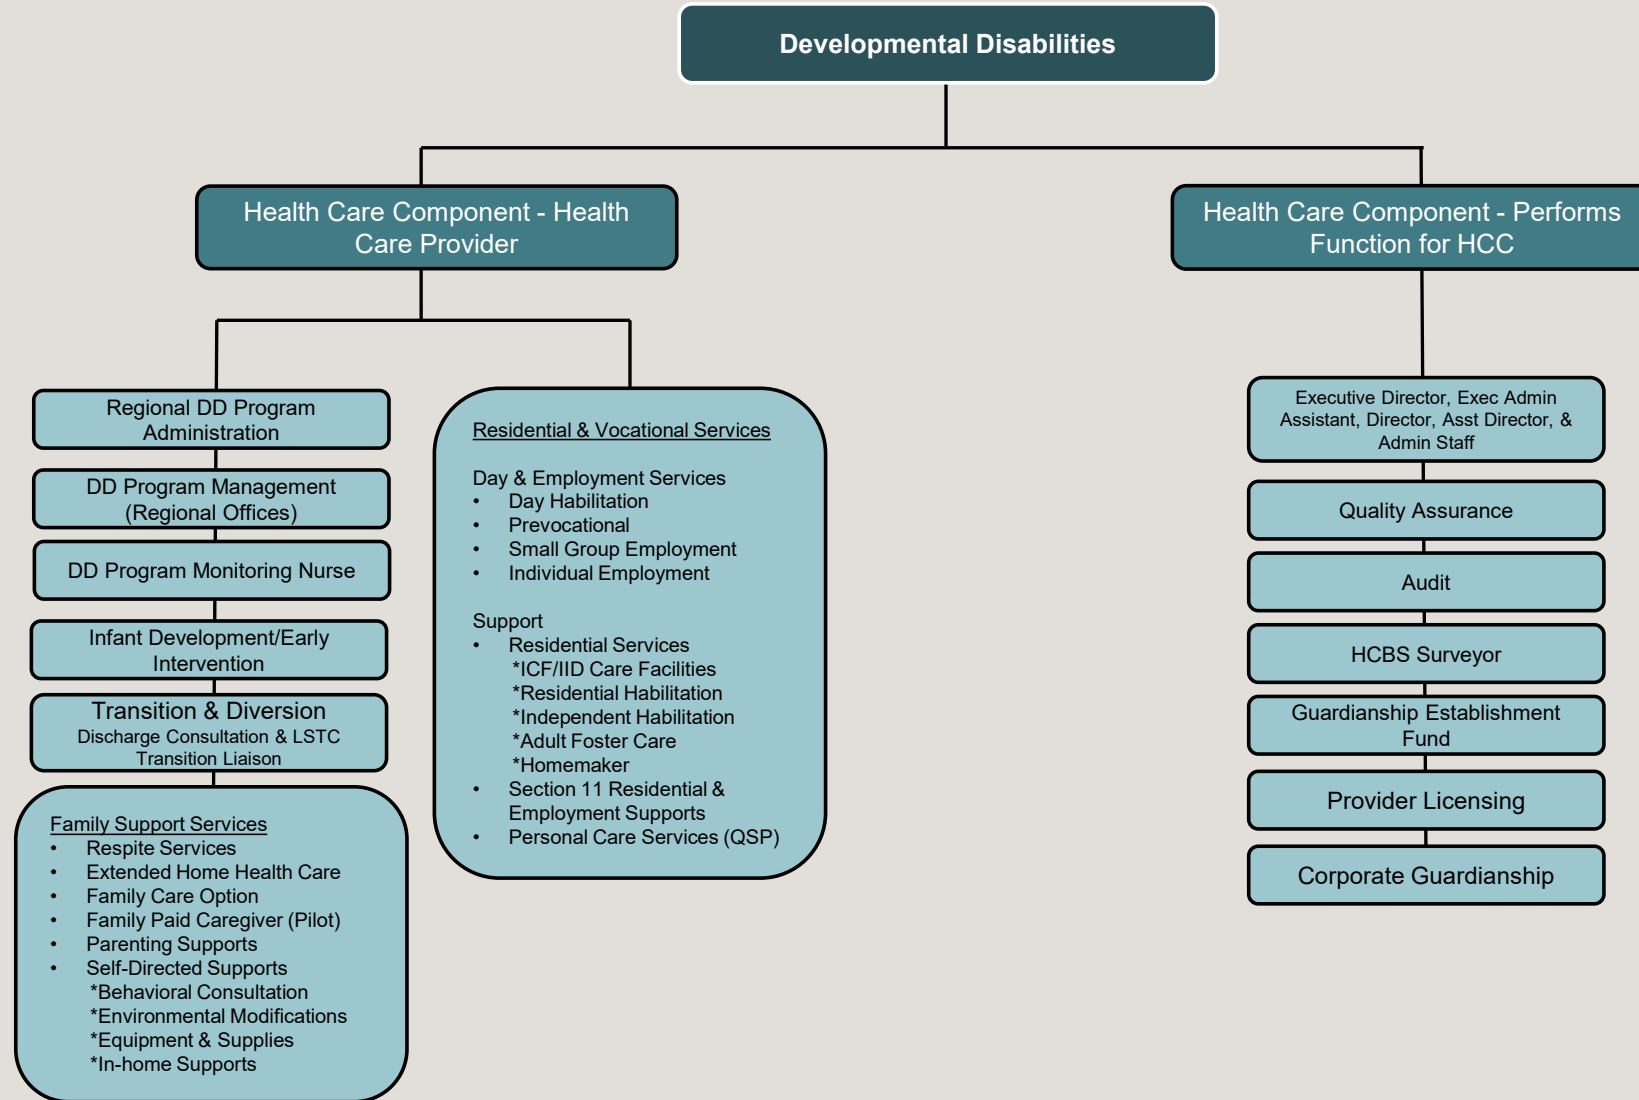 Developmental Disabilities
Health Care Component - Health
Care Provider
Health Care Component - Performs
Function for HCC
Regional DD Program
Administration
DD Program Management
(Regional Offices)
DD Program Monitoring Nurse
Infant Development/Early
Intervention
Transition & Diversion
Discharge Consultation & LSTC
Transition Liaison
Family Support Services
• Respite Services
• Extended Home Health Care
• Family Care Option
• Family Paid Caregiver (Pilot)
• Parenting Supports
• Self-Directed Supports
*Behavioral Consultation
*Environmental Modifications
*Equipment & Supplies
*In-home Supports
Residential & Vocational Services
Day & Employment Services
• Day Habilitation
• Prevocational
• Small Group Employment
• Individual Employment
Support
• Residential Services
*ICF/IID Care Facilities
*Residential Habilitation
*Independent Habilitation
*Adult Foster Care
*Homemaker
• Section 11 Residential &
Employment Supports
• Personal Care Services (QSP)
Executive Director, Exec Admin
Assistant, Director, Asst Director, &
Admin Staff
Quality Assurance
Audit
HCBS Surveyor
Guardianship Establishment
Fund
Provider Licensing
Corporate Guardianship